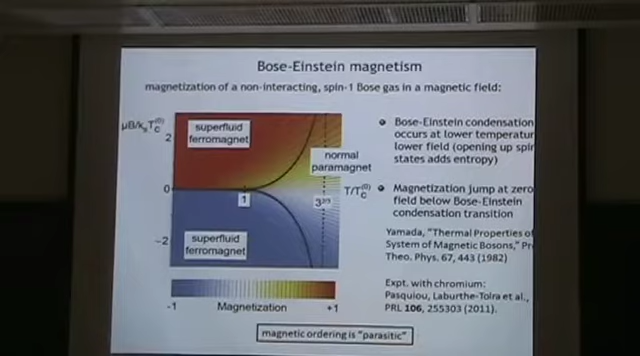 Bose-Einstein magnetism
magnetization of a non-interacting, spin-1 Bose gas in a magnetic field:
μB/k_B T_C^(0)
2
0
−2
superfluid
ferromagnet
normal
paramagnet
1
3^2/3
T/T_C^(0)
superfluid
ferromagnet
-1
Magnetization
+1
Bose-Einstein condensation
occurs at lower temperatur
lower field (opening up spi
states adds entropy)
Magnetization jump at zero
field below Bose-Einstein
condensation transition
Yamada, "Thermal Properties of
System of Magnetic Bosons," Pr
Theo. Phys. 67, 443 (1982)
Expt. with chromium:
Pasquiou, Laburthe-Tolra et al.,
PRL 106, 255303 (2011).
magnetic ordering is "parasitic"